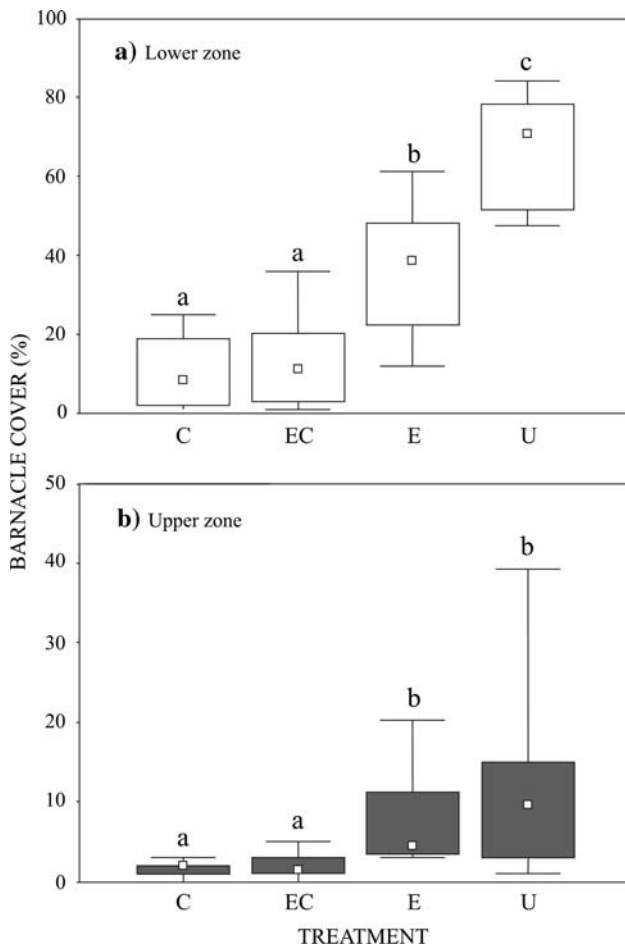 100
a) Lower zone
c
80
b
60
a
a
40
20
0
C EC E U
BARNACLE COVER (%)
50
b) Upper zone
b
40
30
b
20
10
a
a
0
C EC E U
TREATMENT